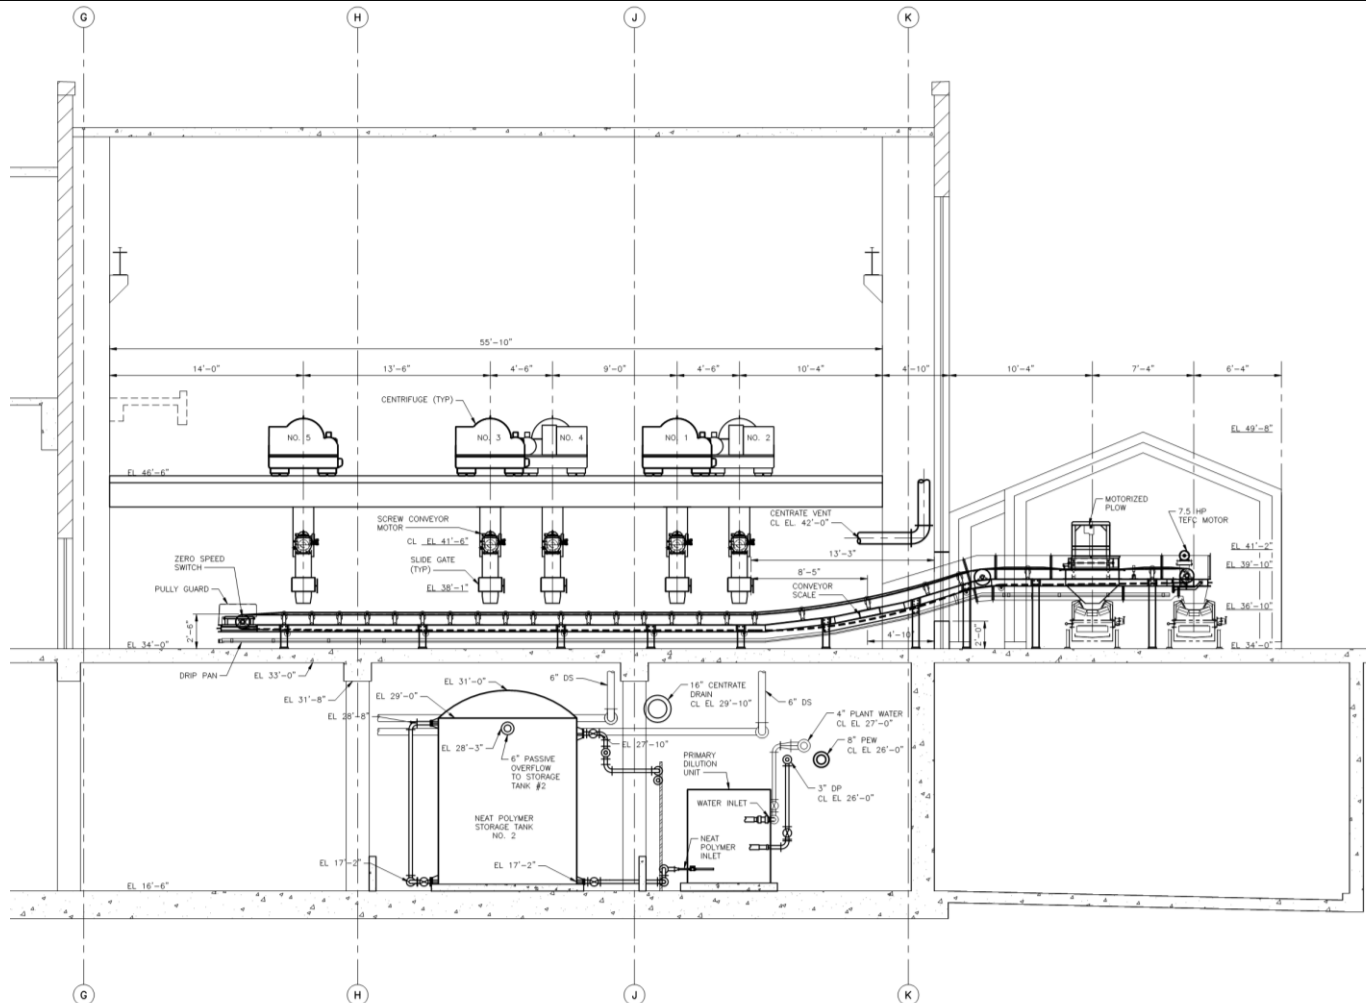 G
H
J
K
55'-10"
14'-0"
13'-6"
4'-6"
9'-0"
4'-6"
10'-4"
4'-10"
10'-4"
7'-4"
6'-4"
CENTRIFUGE (TYP)
EL 49'-8"
NO. 5
NO. 3
NO. 4
NO. 1
NO. 2
EL 46'-6"
MOTORIZED
PLOW
7.5 HP
TEFC MOTOR
SCREW CONVEYOR
MOTOR
CL EL 41'-6"
CENTRATE VENT
CL EL. 42'-0"
EL 41'-2"
13'-3"
ZERO SPEED
SWITCH
SLIDE GATE
(TYP)
EL 38'-1"
8'-5"
CONVEYOR
SCALE
EL 39'-10"
PULLY GUARD
EL 36'-10"
2'-6"
4'-10"
2'-0"
EL 34'-0"
EL 34'-0"
DRIP PAN
EL 33'-0"
EL 31'-8"
EL 31'-0"
6" DS
16" CENTRATE
DRAIN
CL EL 29'-10"
6" DS
EL 29'-0"
EL 28'-8"
4" PLANT WATER
CL EL 27'-0"
EL 28'-3"
EL 27'-10"
8" PEW
CL EL 26'-0"
6" PASSIVE
OVERFLOW
TO STORAGE
TANK #2
PRIMARY
DILUTION
UNIT
3" DP
CL EL 26'-0"
WATER INLET
NEAT POLYMER
STORAGE TANK
NO. 2
NEAT
POLYMER
INLET
EL 17'-2"
EL 17'-2"
EL 16'-6"
G
H
J
K